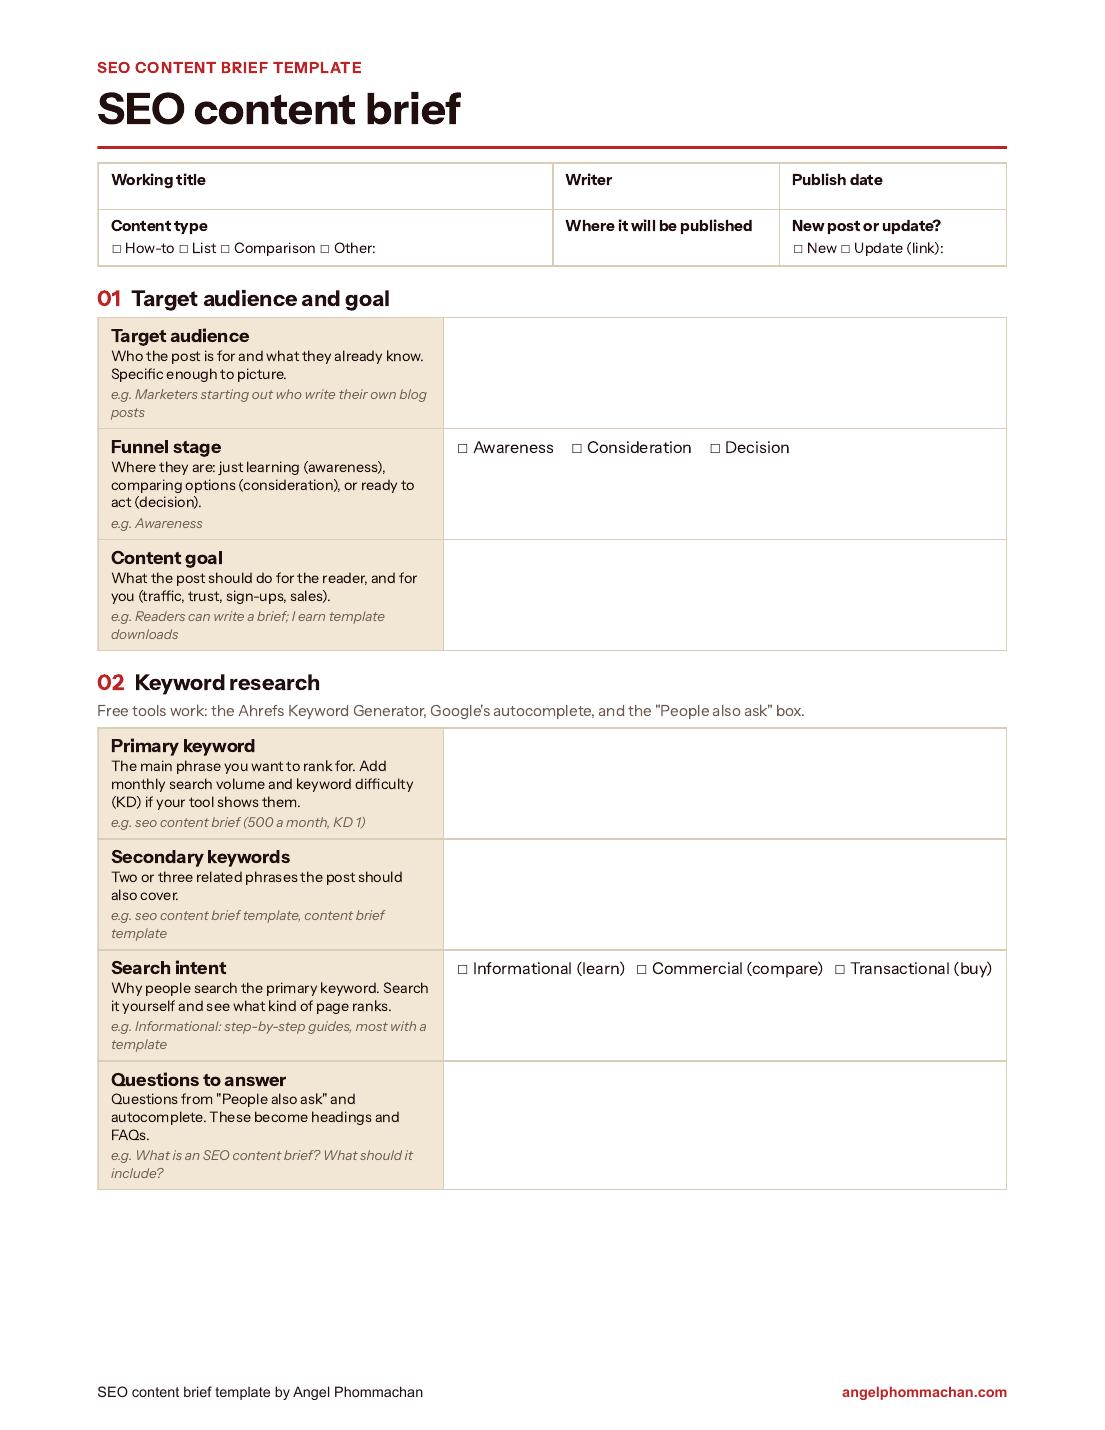 SEO CONTENT BRIEF TEMPLATE
SEO content brief
Working title
Writer
Publish date
Content type
□ How-to □ List □ Comparison □ Other:
Where it will be published
New post or update?
□ New □ Update (link):
01 Target audience and goal
Target audience
Who the post is for and what they already know.
Specific enough to picture.
e.g. Marketers starting out who write their own blog
posts
Funnel stage
Where they are: just learning (awareness),
comparing options (consideration), or ready to
act (decision).
e.g. Awareness
□ Awareness □ Consideration □ Decision
Content goal
What the post should do for the reader, and for
you (traffic, trust, sign-ups, sales).
e.g. Readers can write a brief; I earn template
downloads
02 Keyword research
Free tools work: the Ahrefs Keyword Generator, Google's autocomplete, and the "People also ask" box.
Primary keyword
The main phrase you want to rank for. Add
monthly search volume and keyword difficulty
(KD) if your tool shows them.
e.g. seo content brief (500 a month, KD 1)
Secondary keywords
Two or three related phrases the post should
also cover.
e.g. seo content brief template, content brief
template
Search intent
Why people search the primary keyword. Search
it yourself and see what kind of page ranks.
e.g. Informational: step-by-step guides, most with a
template
□ Informational (learn) □ Commercial (compare) □ Transactional (buy)
Questions to answer
Questions from "People also ask" and
autocomplete. These become headings and
FAQs.
e.g. What is an SEO content brief? What should it
include?
SEO content brief template by Angel Phommachan
angelphommachan.com